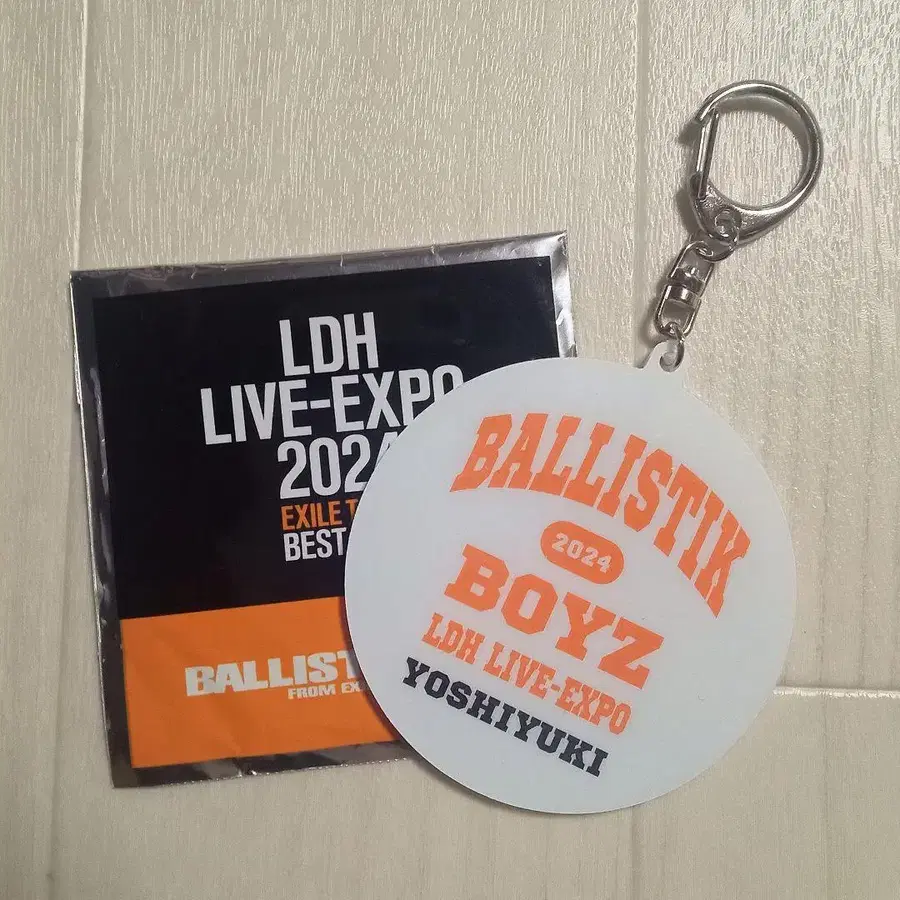 LDH
LIVE-EXPO
2024
EXILE T
BEST
BALLIST
FROM EX
BALLISTIK
2024
BOYZ
LDH LIVE-EXPO
YOSHIYUKI